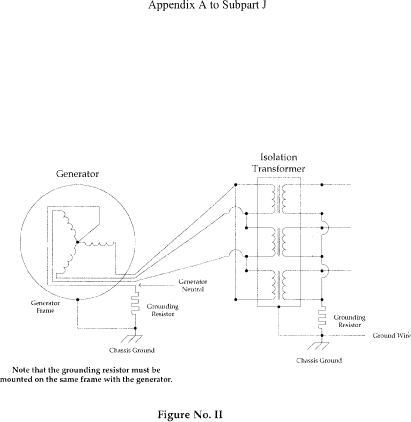 Appendix A to Subpart J
Generator
Isolation
Transformer
Generator
Neutral
Generator
Frame
Grounding
Resistor
Grounding
Resistor
Ground Wire
Chassis Ground
Chassis Ground
Note that the grounding resistor must be
mounted on the same frame with the generator.
Figure No. II